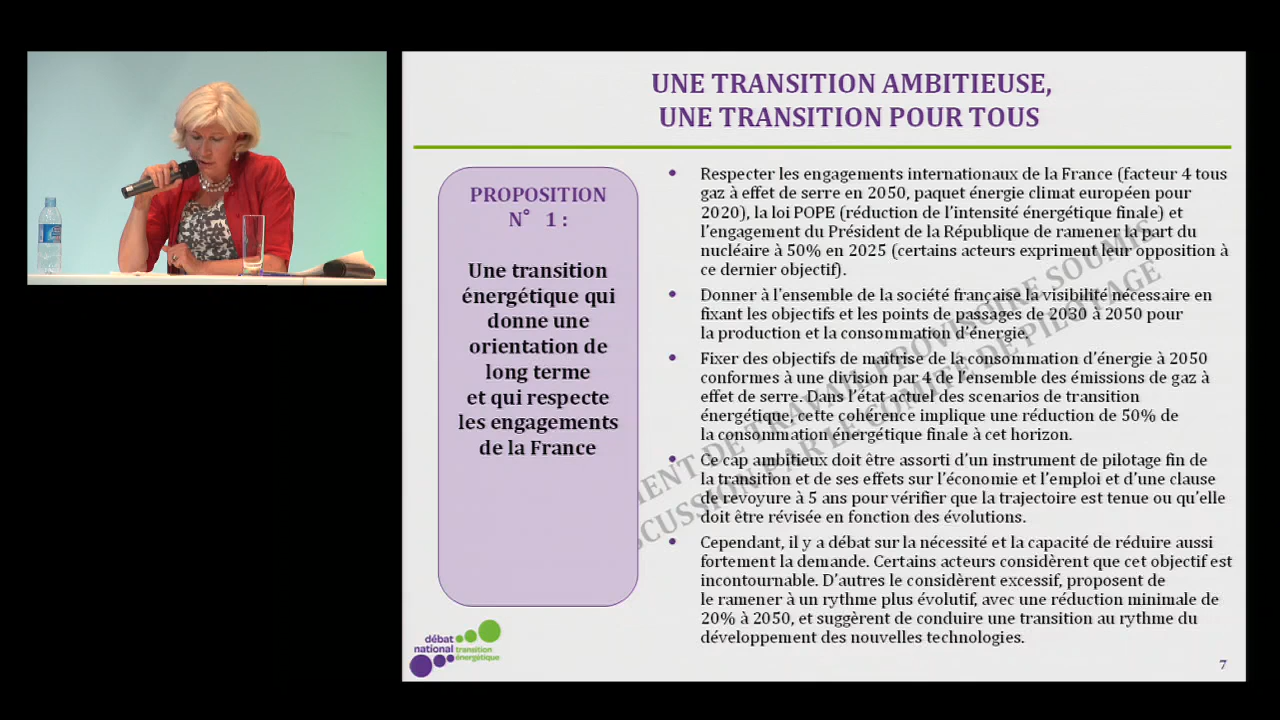 UNE TRANSITION AMBITIEUSE,
UNE TRANSITION POUR TOUS
PROPOSITION
N° 1 :
Une transition
énergétique qui
donne une
orientation de
long terme
et qui respecte
les engagements
de la France
• Respecter les engagements internationaux de la France (facteur 4 tous
gaz à effet de serre en 2050, paquet énergie climat européen pour
2020), la loi POPE (réduction de l'intensité énergétique finale) et
l'engagement du Président de la République de ramener la part du
nucléaire à 50% en 2025 (certains acteurs expriment leur opposition à
ce dernier objectif).
• Donner à l'ensemble de la société française la visibilité nécessaire en
fixant les objectifs et les points de passages de 2030 à 2050 pour
la production et la consommation d'énergie.
• Fixer des objectifs de maîtrise de la consommation d'énergie à 2050
conformes à une division par 4 de l'ensemble des émissions de gaz à
effet de serre. Dans l'état actuel des scenarios de transition
énergétique, cette cohérence implique une réduction de 50% de
la consommation énergétique finale à cet horizon.
• Ce cap ambitieux doit être assorti d'un instrument de pilotage fin de
la transition et de ses effets sur l'économie et l'emploi et d'une clause
de revoyure à 5 ans pour vérifier que la trajectoire est tenue ou qu'elle
doit être révisée en fonction des évolutions.
• Cependant, il y a débat sur la nécessité et la capacité de réduire aussi
fortement la demande. Certains acteurs considèrent que cet objectif est
incontournable. D'autres le considèrent excessif, proposent de
le ramener à un rythme plus évolutif, avec une réduction minimale de
20% à 2050, et suggèrent de conduire une transition au rythme du
développement des nouvelles technologies.
MENT DE TRAVAIL PROVISOIRE SOUMIS
SCUSSION PAR LE COMITE DE PILOTAGE
débat
national transition
énergétique
7